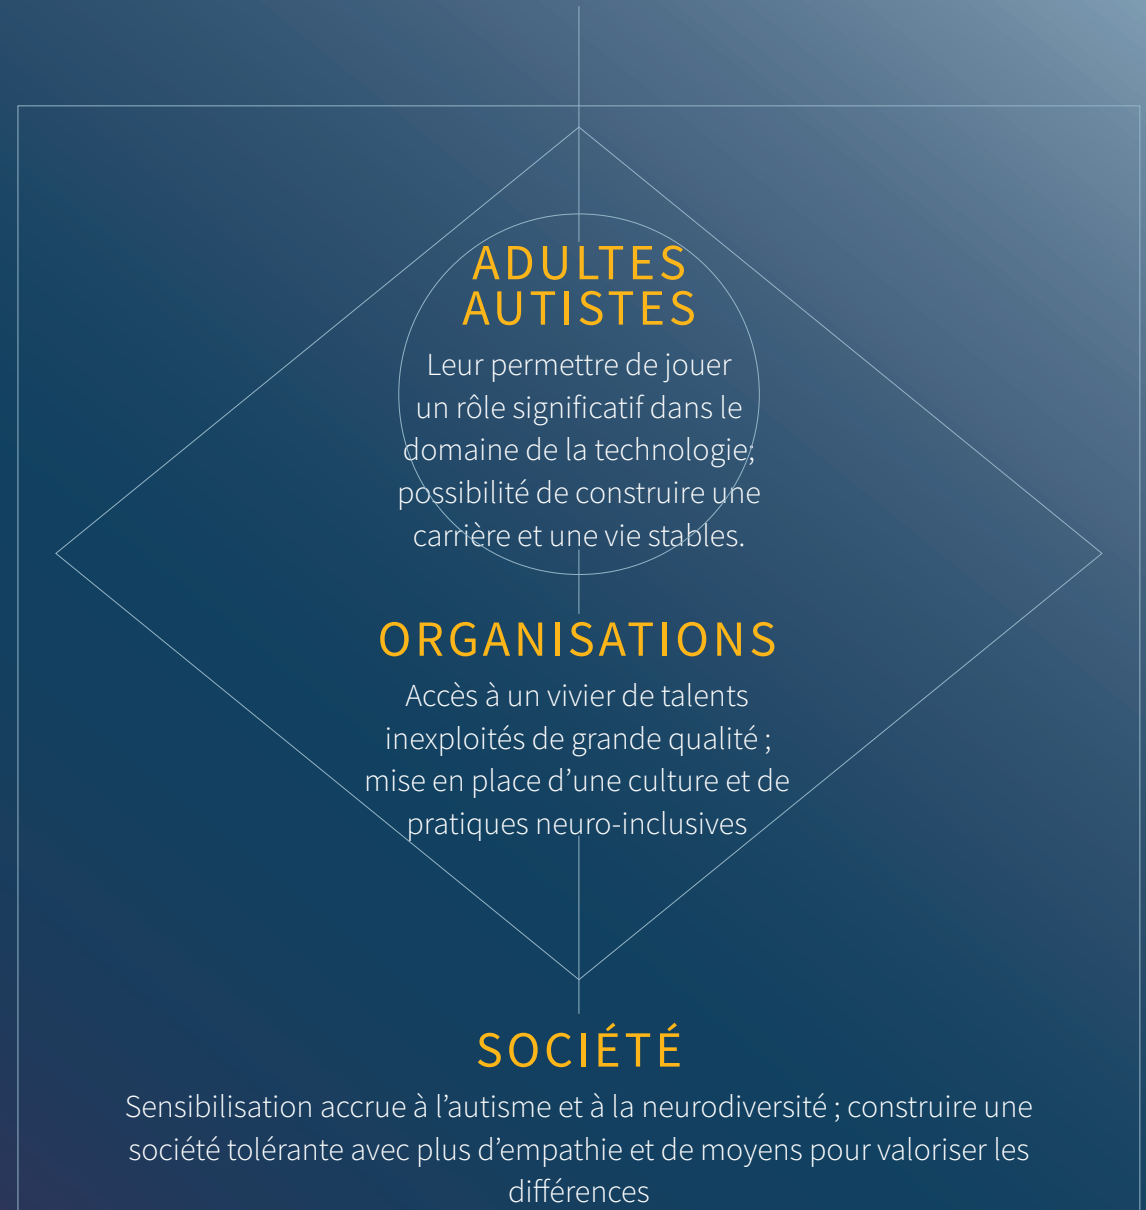 ADULTES
AUTISTES
Leur permettre de jouer
un rôle significatif dans le
domaine de la technologie;
possibilité de construire une
carrière et une vie stables.
ORGANISATIONS
Accès à un vivier de talents
inexploités de grande qualité ;
mise en place d’une culture et de
pratiques neuro-inclusives
SOCIÉTÉ
Sensibilisation accrue à l’autisme et à la neurodiversité ; construire une
société tolérante avec plus d’empathie et de moyens pour valoriser les
différences